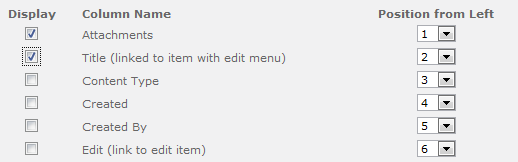 Display Column Name Position from Left
Attachments 1
Title (linked to item with edit menu) 2
Content Type 3
Created 4
Created By 5
Edit (link to edit item) 6